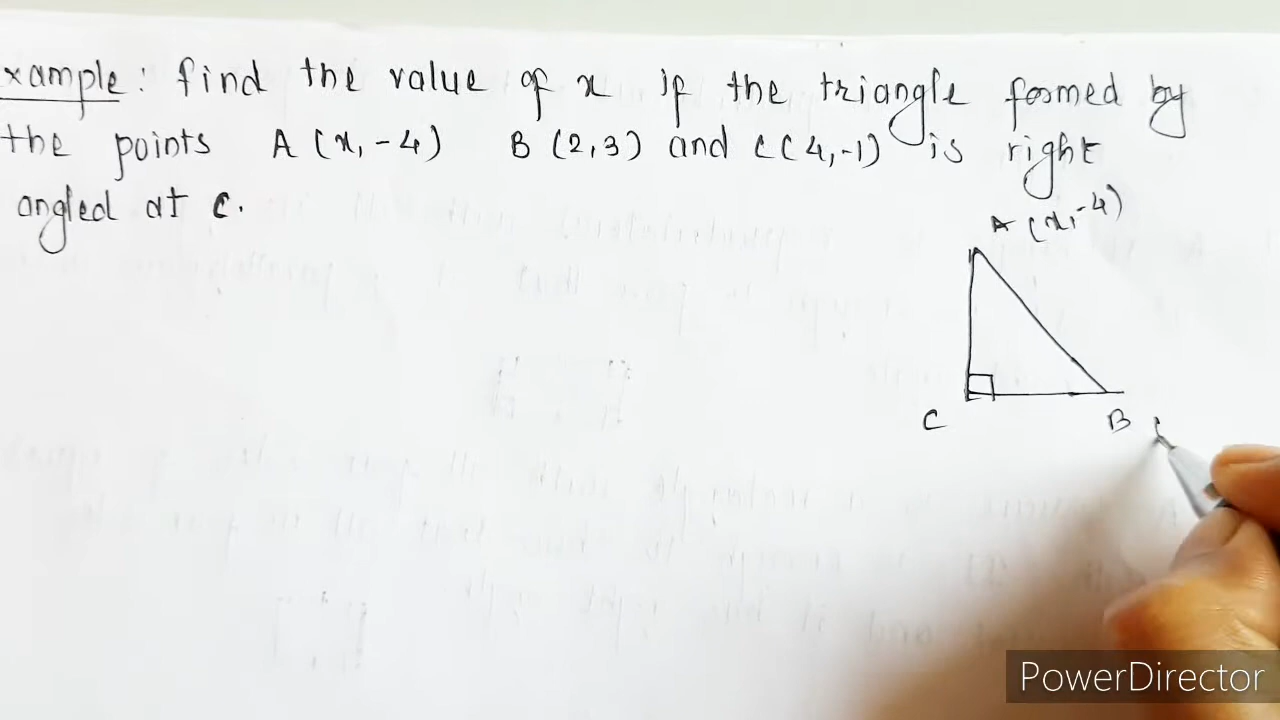 xample: find the value of x if the triangle formed by
the points A (x, -4) B (2,3) and C(4,-1) is right
angled at C.
A (x, -4)
C
B (
PowerDirector